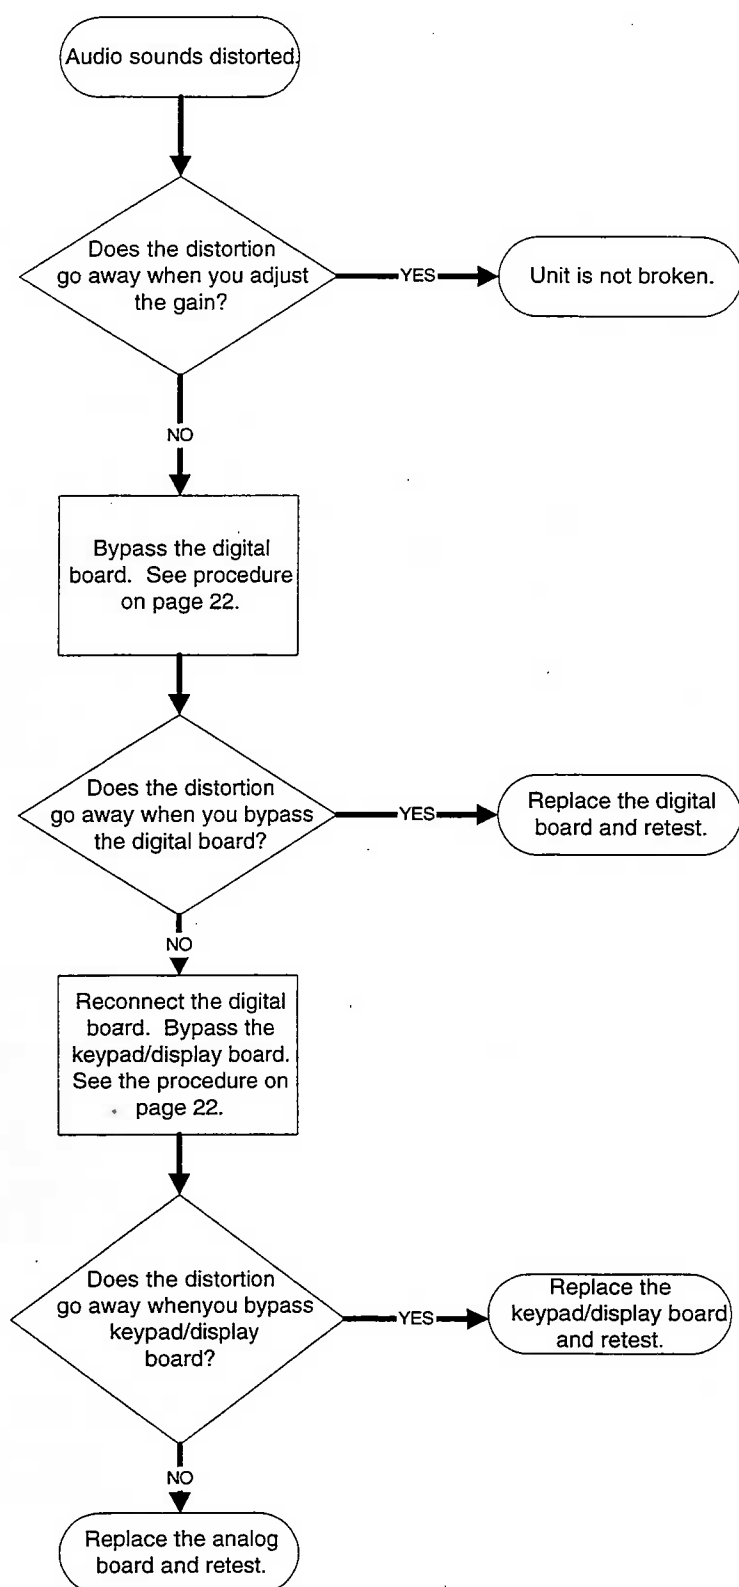 Audio sounds distorted.
Does the distortion
go away when you adjust
the gain?
YES
Unit is not broken.
NO
Bypass the digital
board. See procedure
on page 22.
Does the distortion
go away when you bypass
the digital board?
YES
Replace the digital
board and retest.
NO
Reconnect the digital
board. Bypass the
keypad/display board.
See the procedure on
page 22.
Does the distortion
go away whenyou bypass
keypad/display
board?
YES
Replace the
keypad/display board
and retest.
NO
Replace the analog
board and retest.